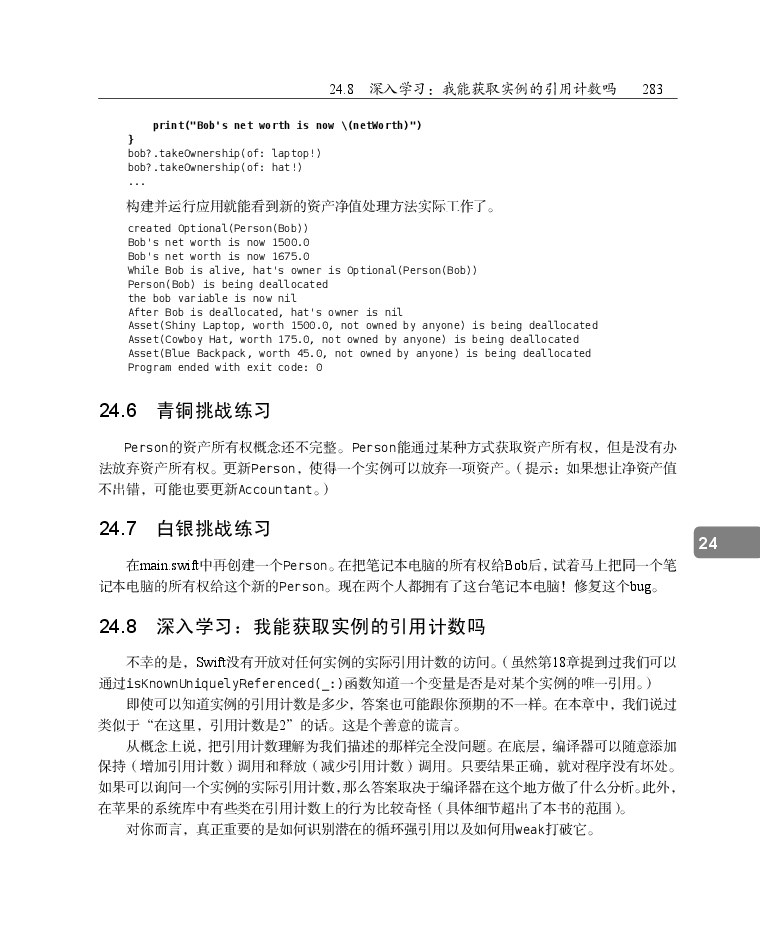 24.8 深入学习：我能获取实例的引用计数吗 283
print("Bob's net worth is now \(netWorth)")
}
bob?.takeOwnership(of: laptop!)
bob?.takeOwnership(of: hat!)
...
构建并运行应用就能看到新的资产净值处理方法实际工作了。
created Optional(Person(Bob))
Bob's net worth is now 1500.0
Bob's net worth is now 1675.0
While Bob is alive, hat's owner is Optional(Person(Bob))
Person(Bob) is being deallocated
the bob variable is now nil
After Bob is deallocated, hat's owner is nil
Asset(Shiny Laptop, worth 1500.0, not owned by anyone) is being deallocated
Asset(Cowboy Hat, worth 175.0, not owned by anyone) is being deallocated
Asset(Blue Backpack, worth 45.0, not owned by anyone) is being deallocated
Program ended with exit code: 0
24.6 青铜挑战练习
Person的资产所有权概念还不完整。Person能通过某种方式获取资产所有权，但是没有办
法放弃资产所有权。更新Person，使得一个实例可以放弃一项资产。（提示：如果想让净资产值
不出错，可能也要更新Accountant。）
24.7 白银挑战练习
在main.swift中再创建一个Person。在把笔记本电脑的所有权给Bob后，试着马上把同一个笔
记本电脑的所有权给这个新的Person。现在两个人都拥有了这台笔记本电脑！修复这个bug。
24
24.8 深入学习：我能获取实例的引用计数吗
不幸的是，Swift没有开放对任何实例的实际引用计数的访问。（虽然第18章提到过我们可以
通过isKnownUniquelyReferenced(_:)函数知道一个变量是否是对某个实例的唯一引用。）
即使可以知道实例的引用计数是多少，答案也可能跟你预期的不一样。在本章中，我们说过
类似于“在这里，引用计数是2”的话。这是个善意的谎言。
从概念上说，把引用计数理解为我们描述的那样完全没问题。在底层，编译器可以随意添加
保持（增加引用计数）调用和释放（减少引用计数）调用。只要结果正确，就对程序没有坏处。
如果可以询问一个实例的实际引用计数，那么答案取决于编译器在这个地方做了什么分析。此外，
在苹果的系统库中有些类在引用计数上的行为比较奇怪（具体细节超出了本书的范围）。
对你而言，真正重要的是如何识别潜在的循环强引用以及如何用weak打破它。